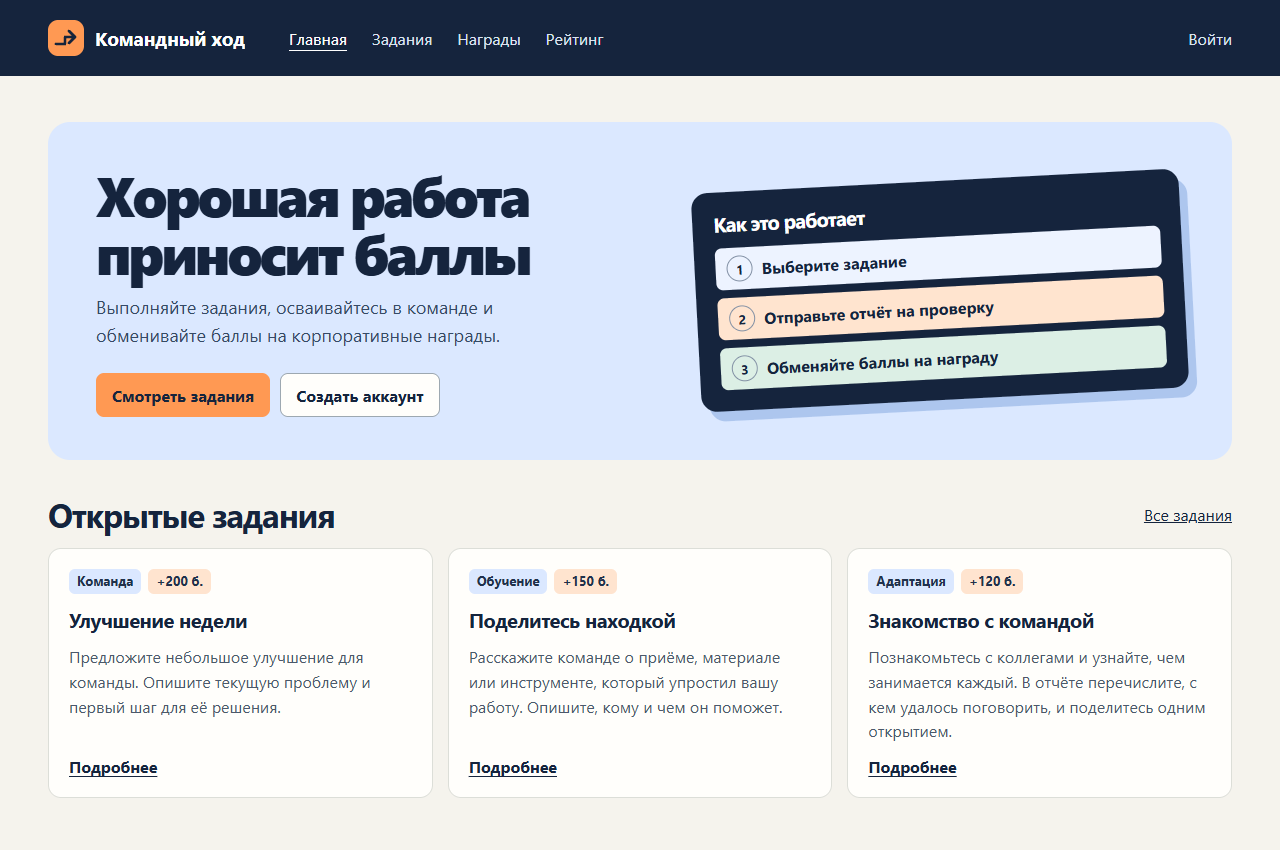 Командный ход
Главная
Задания
Награды
Рейтинг
Войти
Хорошая работа
приносит баллы
Выполняйте задания, осваивайтесь в команде и
обменивайте баллы на корпоративные награды.
Смотреть задания
Создать аккаунт
Как это работает
1 Выберите задание
2 Отправьте отчёт на проверку
3 Обменяйте баллы на награду
Открытые задания
Все задания
Команда
+200 б.
Улучшение недели
Предложите небольшое улучшение для
команды. Опишите текущую проблему и
первый шаг для её решения.
Подробнее
Обучение
+150 б.
Поделитесь находкой
Расскажите команде о приёме, материале
или инструменте, который упростил вашу
работу. Опишите, кому и чем он поможет.
Подробнее
Адаптация
+120 б.
Знакомство с командой
Познакомьтесь с коллегами и узнайте, чем
занимается каждый. В отчёте перечислите, с
кем удалось поговорить, и поделитесь одним
открытием.
Подробнее